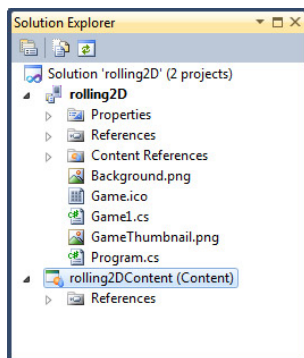 Solution Explorer
Solution 'rolling2D' (2 projects)
rolling2D
Properties
References
Content References
Background.png
Game.ico
Game1.cs
GameThumbnail.png
Program.cs
rolling2DContent (Content)
References